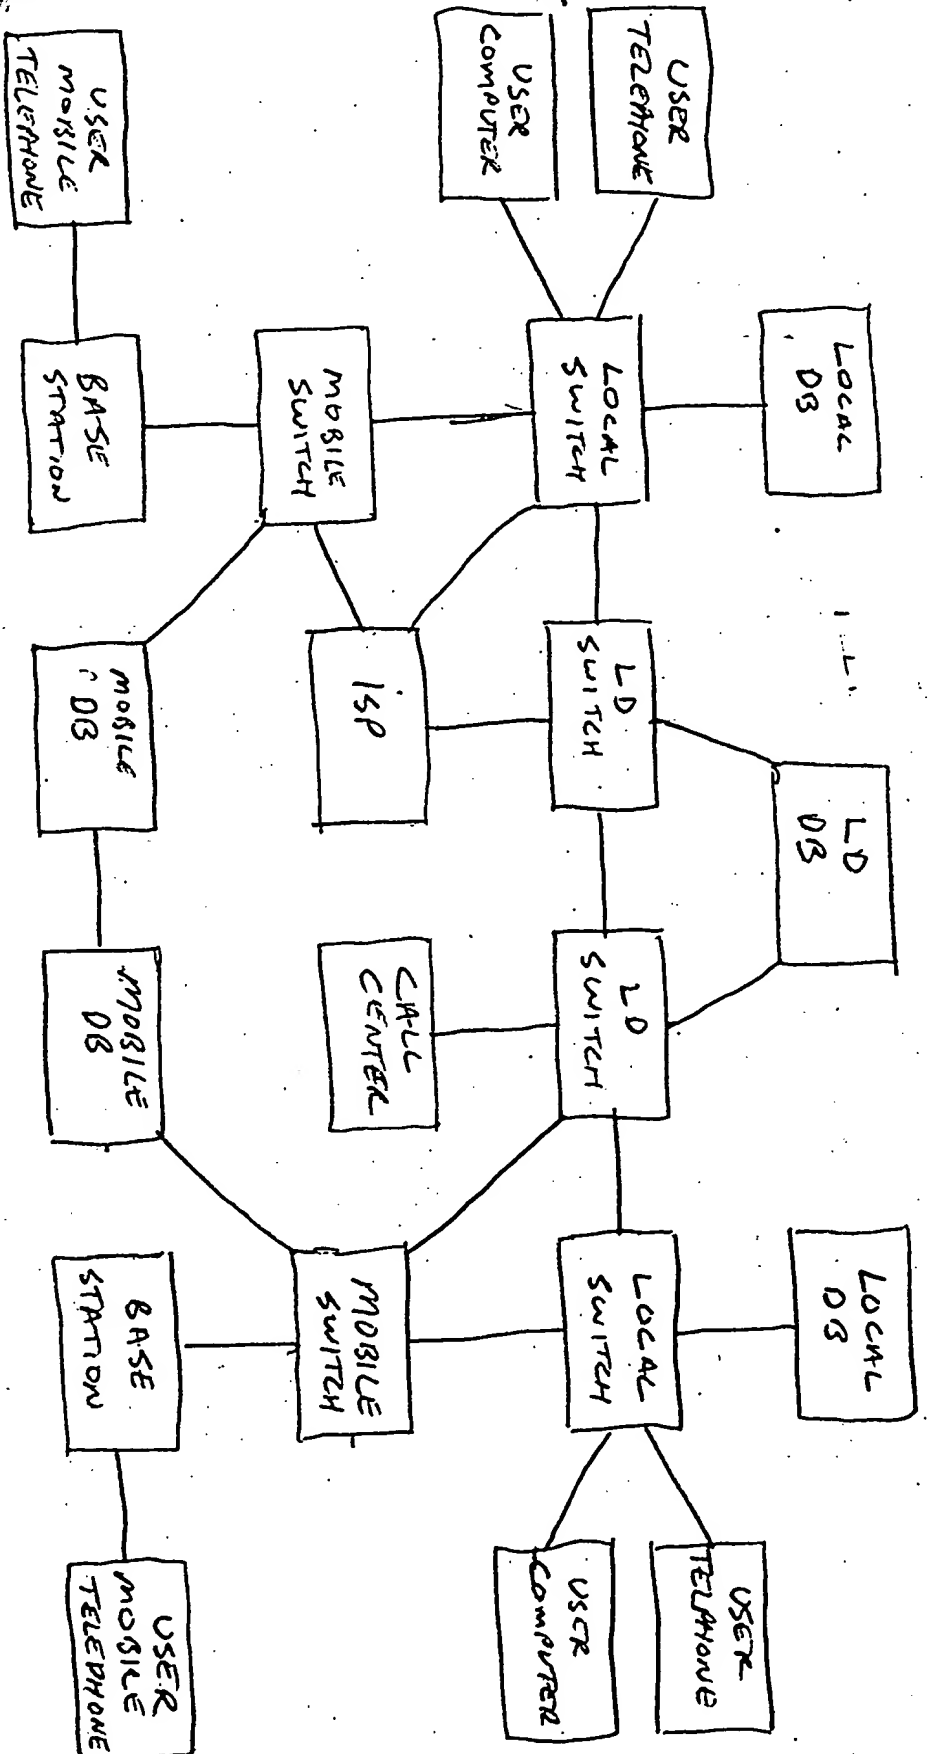 LOCAL
DB
LD
DB
LOCAL
DB
USER
TELEPHONE
USER
TELPHONE
LOCAL
SWITCH
LD
SWITCH
LD
SWITCH
LOCAL
SWITCH
USER
COMPUTER
USER
COMPUTER
MOBILE
SWITCH
ISP
CALL
CENTER
MOBILE
SWITCH
USER
MOBILE
TELEPHONE
BASE
STATION
MOBILE
DB
MOBILE
DB
BASE
STATION
USER
MOBILE
TELEPHONE